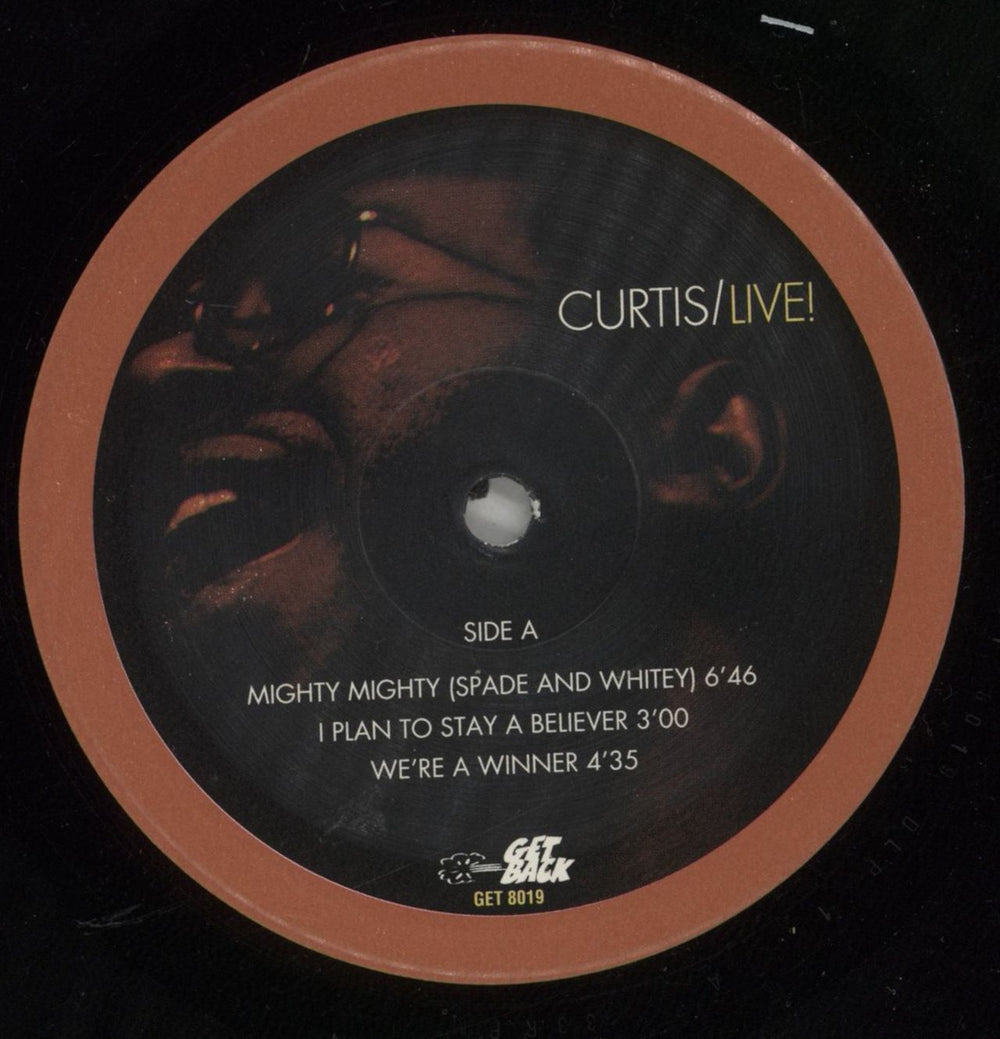 CURTIS/LIVE!
SIDE A
MIGHTY MIGHTY (SPADE AND WHITEY) 6'46
I PLAN TO STAY A BELIEVER 3'00
WE'RE A WINNER 4'35
GET
BACK
GET 8019